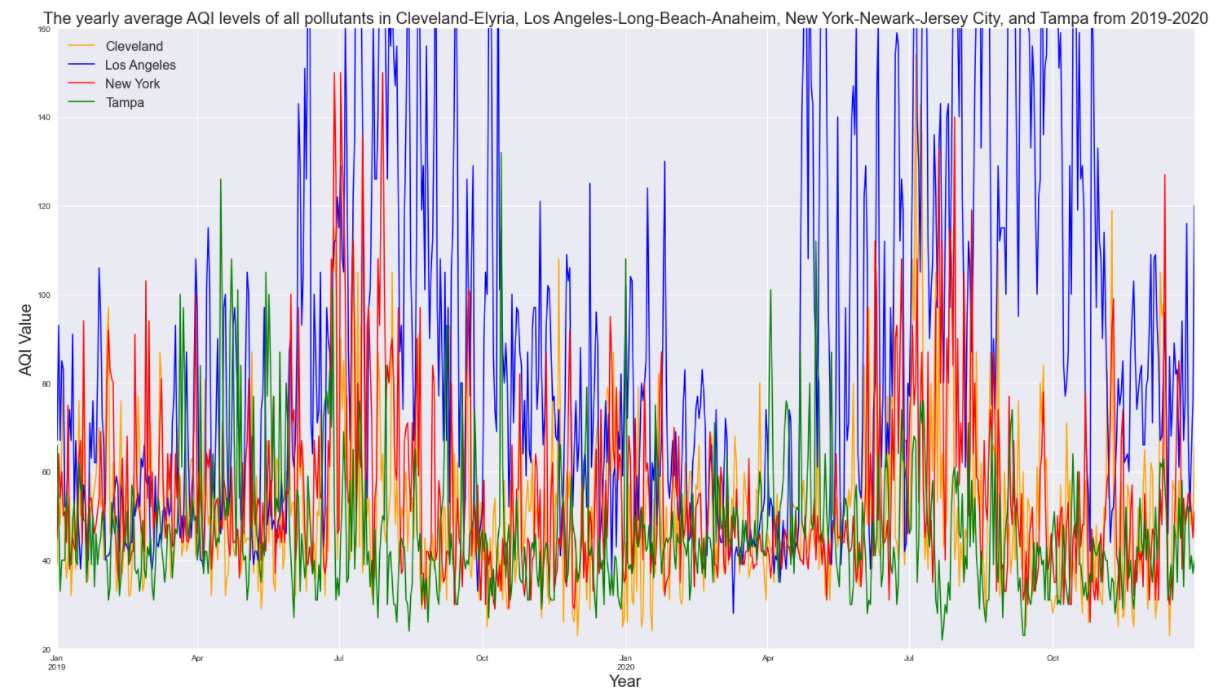 The yearly average AQI levels of all pollutants in Cleveland-Elyria, Los Angeles-Long-Beach-Anaheim, New York-Newark-Jersey City, and Tampa from 2019-2020
160
Cleveland
Los Angeles
New York
Tampa
140
120
100
80
60
40
20
AQI Value
Jan
2019
Apr
Jul
Oct
Jan
2020
Apr
Jul
Oct
Year